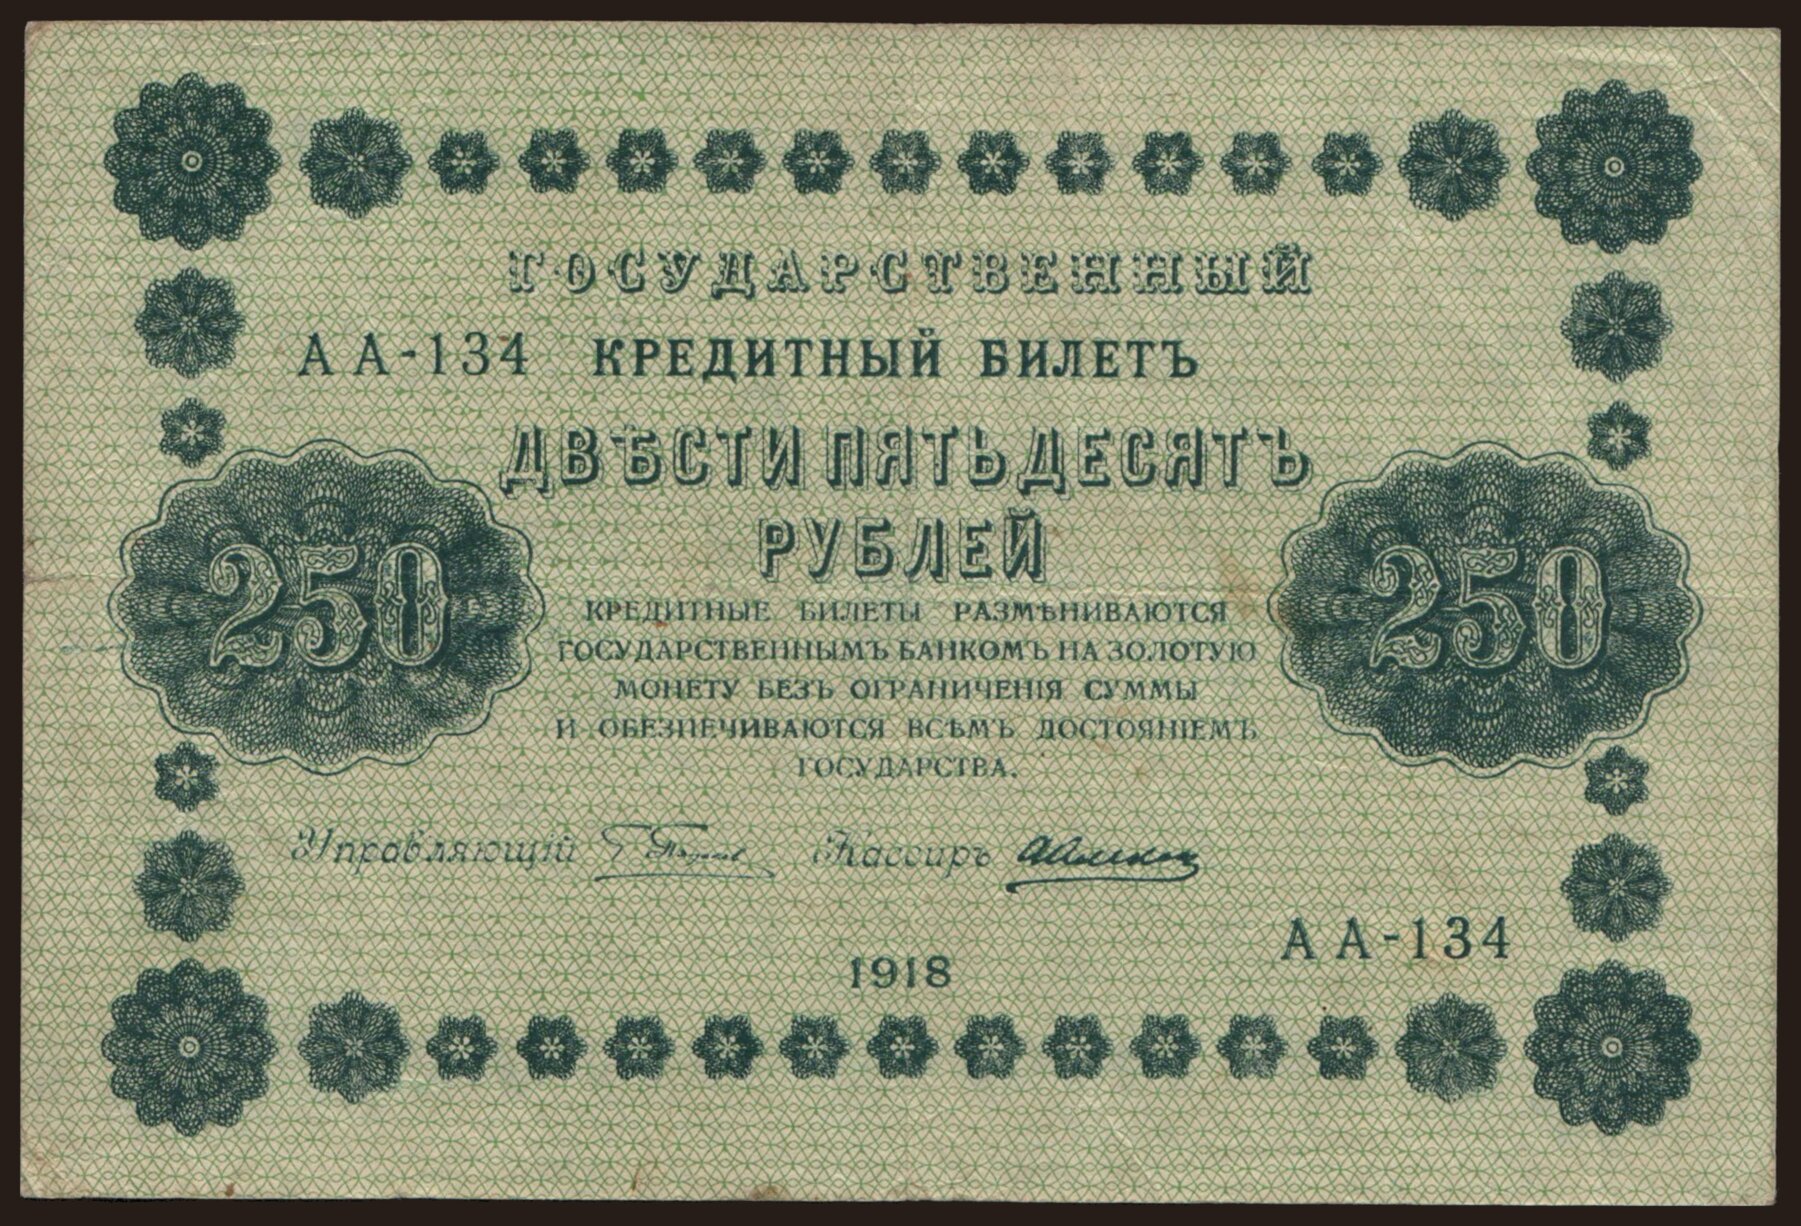 ГОСУДАРСТВЕННЫЙ
АА-134 КРЕДИТНЫЙ БИЛЕТЪ
ДВѢСТИ ПЯТЬДЕСЯТЪ
РУБЛЕЙ
250
250
КРЕДИТНЫЕ БИЛЕТЫ РАЗМѢНИВАЮТСЯ
ГОСУДАРСТВЕННЫМЪ БАНКОМЪ НА ЗОЛОТУЮ
МОНЕТУ БЕЗЪ ОГРАНИЧЕНІЯ СУММЫ
И ОБЕЗПЕЧИВАЮТСЯ ВСѢМЪ ДОСТОЯНІЕМЪ
ГОСУДАРСТВА.
Управляющій Кассиръ
АА-134
1918